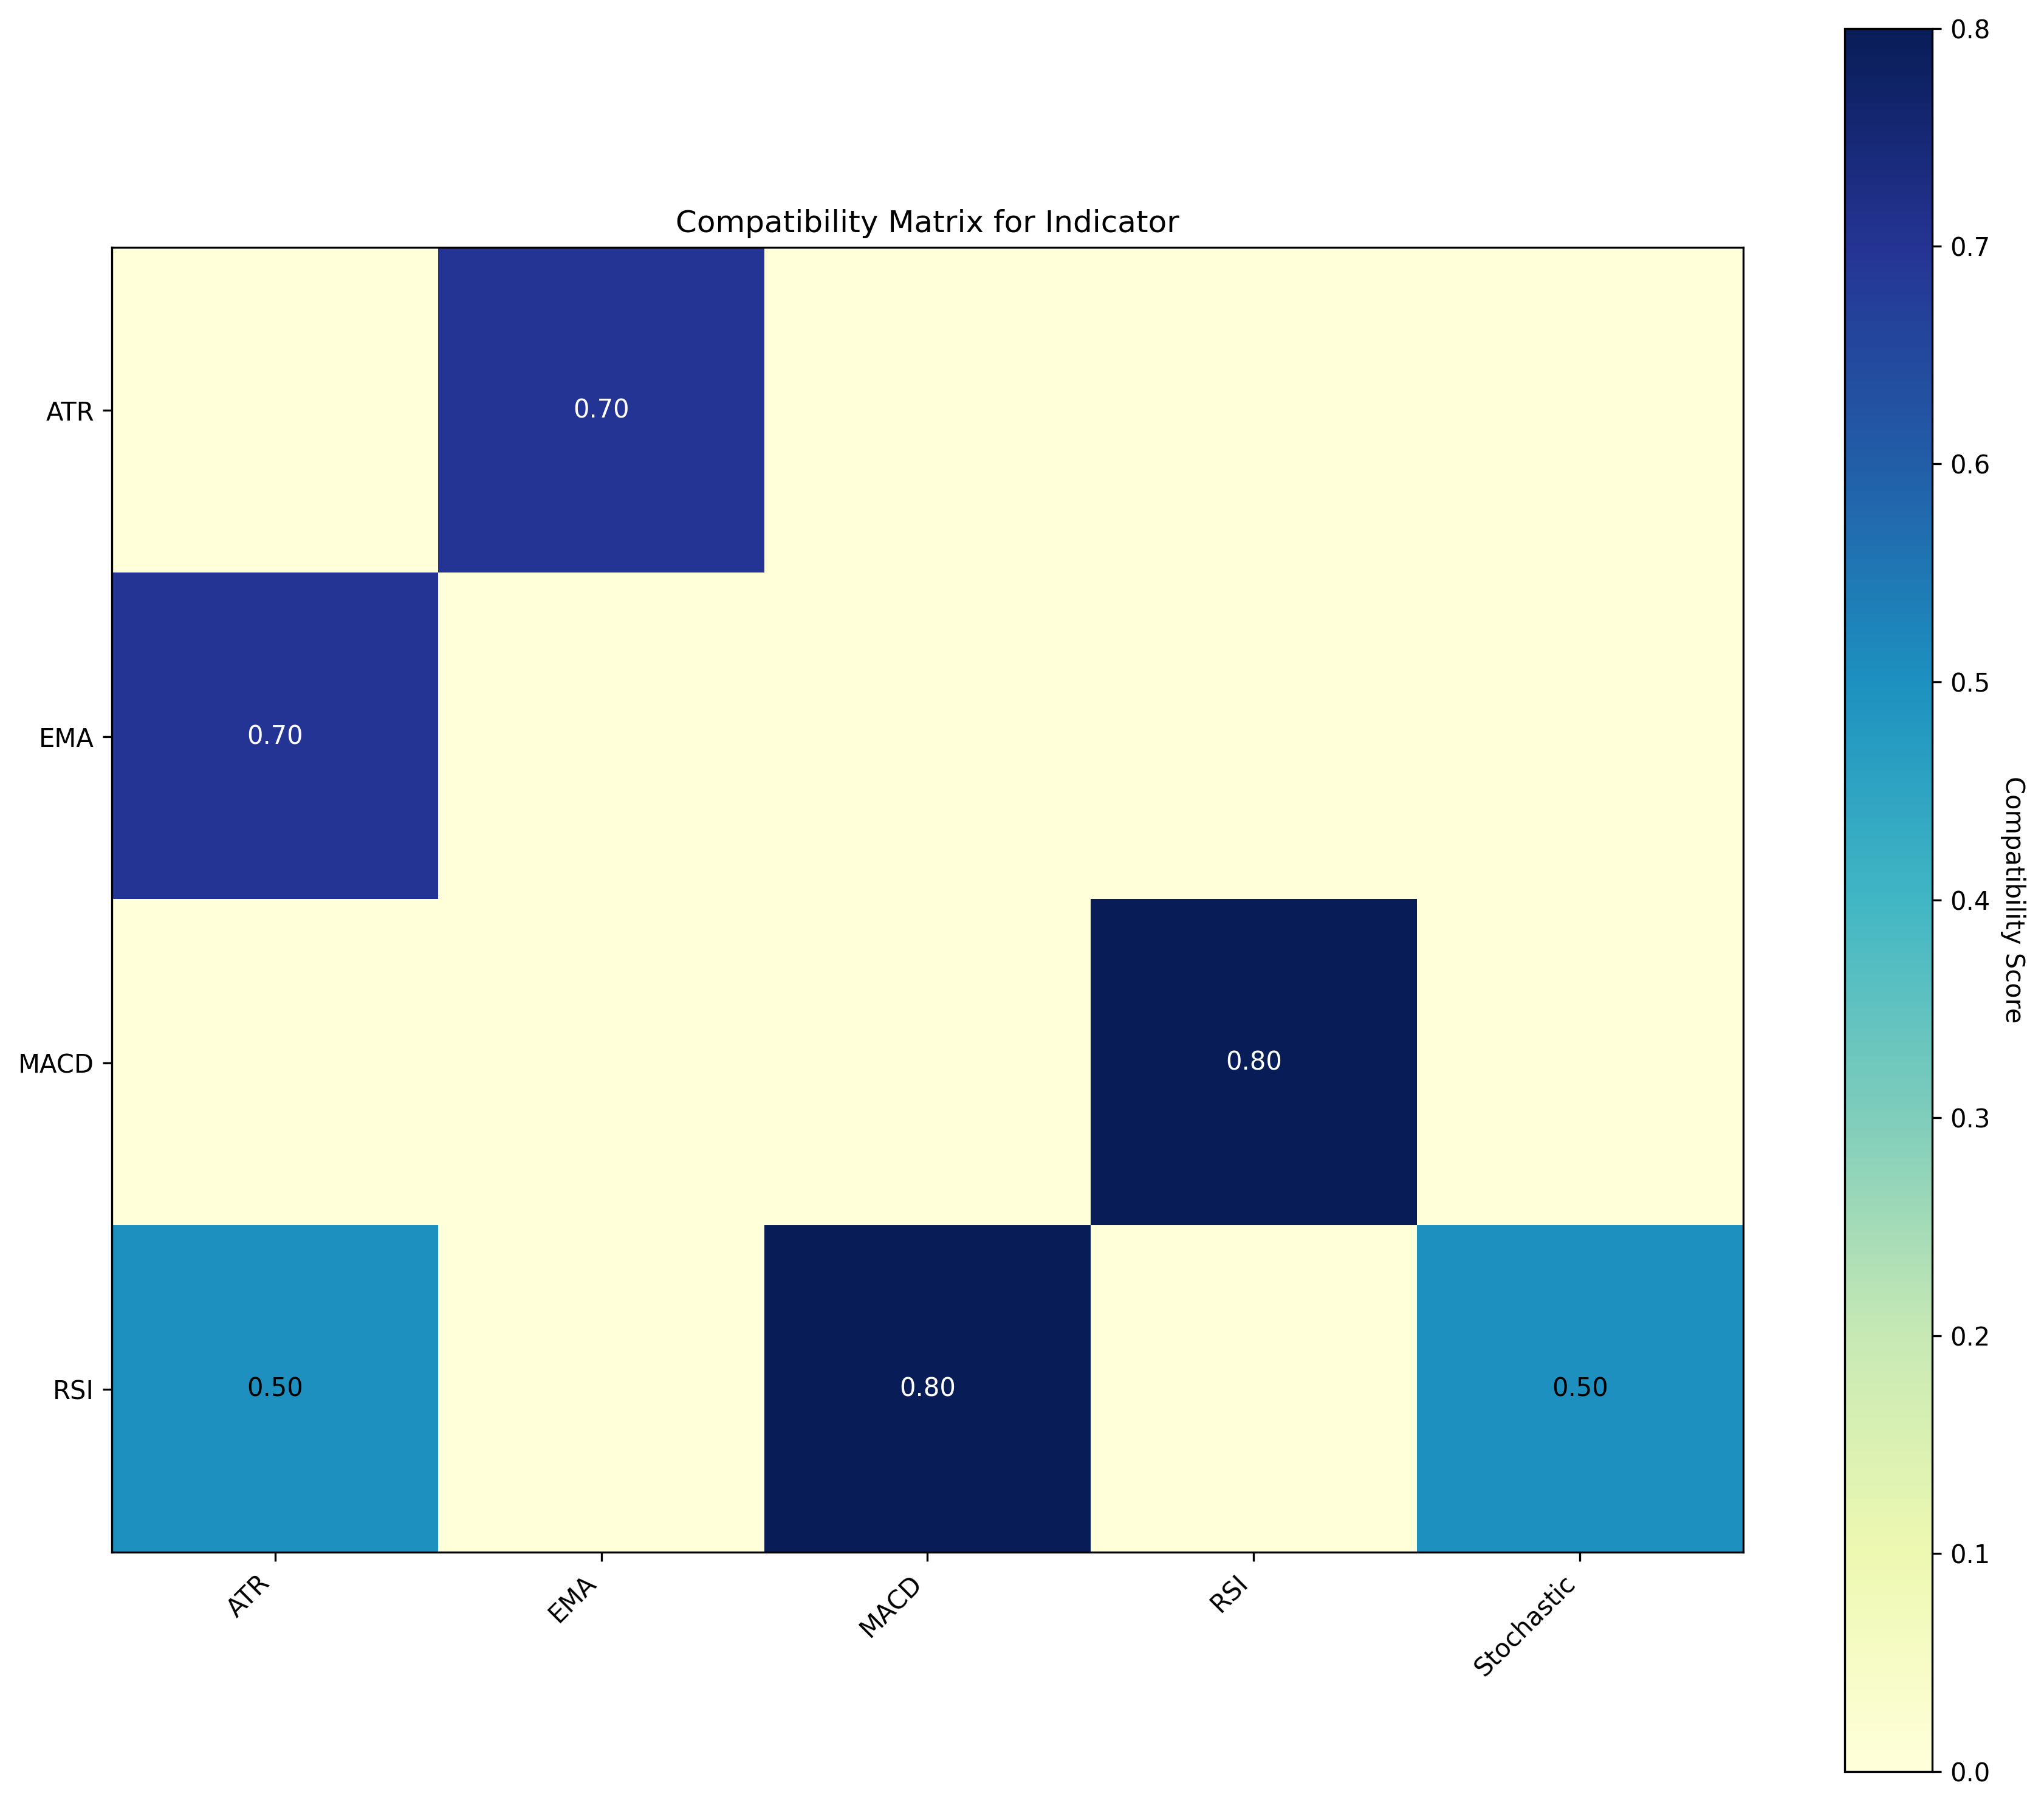 Compatibility Matrix for Indicator
ATR
0.70
EMA
0.70
MACD
0.80
RSI
0.50
0.80
0.50
ATR
EMA
MACD
RSI
Stochastic
0.8
0.7
0.6
0.5
0.4
0.3
0.2
0.1
0.0
Compatibility Score